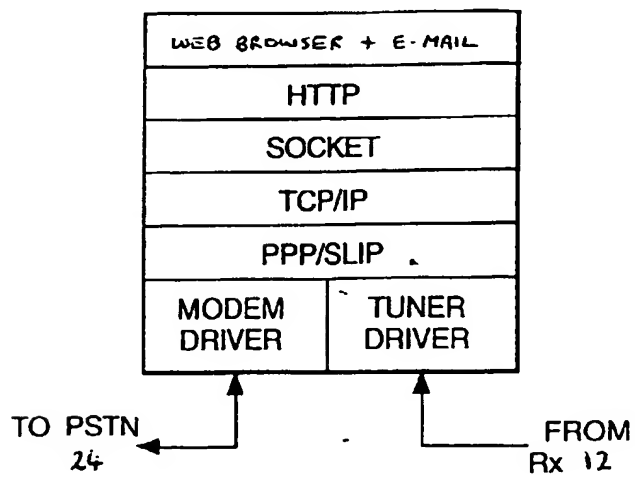 WEB BROWSER + E-MAIL
HTTP
SOCKET
TCP/IP
PPP/SLIP
MODEM
DRIVER
TUNER
DRIVER
TO PSTN
24
FROM
Rx 12